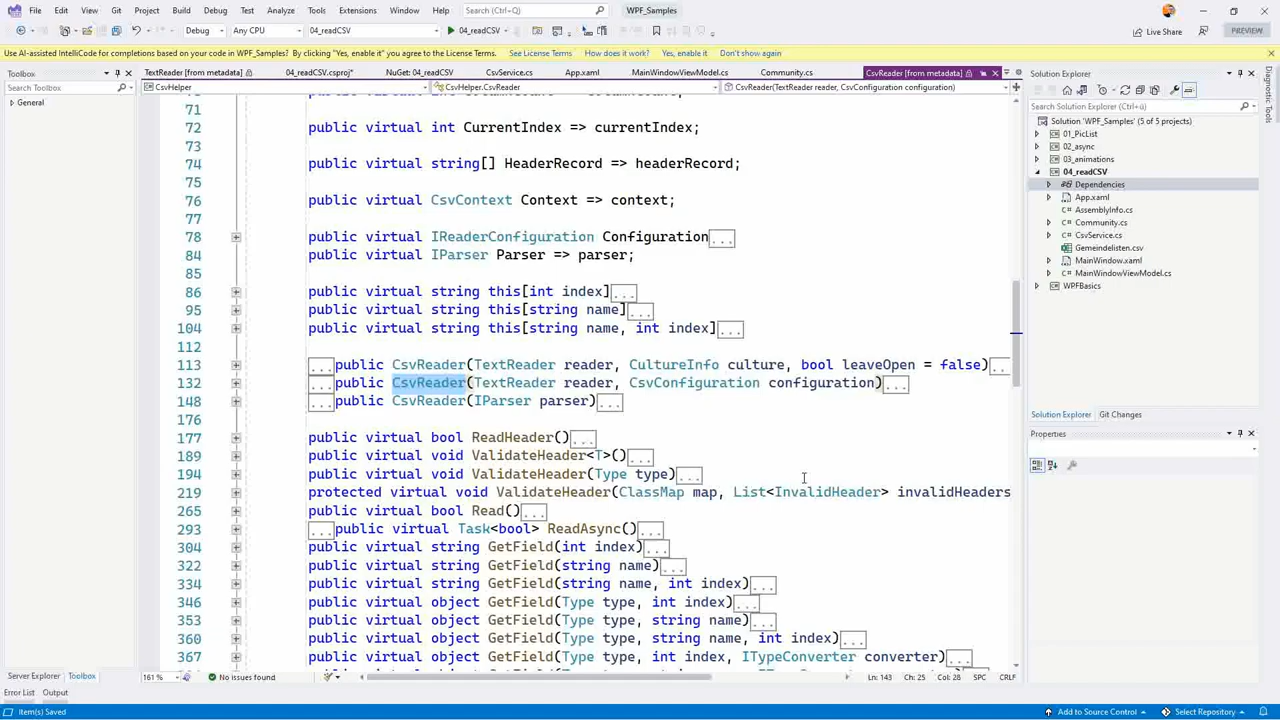 File Edit View Git Project Build Debug Test Analyze Tools Extensions Window Help Search (Ctrl+Q) WPF_Samples
Debug Any CPU 04_readCSV 04_readCSV Live Share PREVIEW
Use AI-assisted IntelliCode for completions based on your code in WPF_Samples? By clicking "Yes, enable it" you agree to the License Terms. See License Terms How does it work? Yes, enable it Don't show again
Toolbox
TextReader [from metadata] 04_readCSV.csproj* NuGet: 04_readCSV CsvService.cs App.xaml MainWindowViewModel.cs Community.cs CsvReader [from metadata]
Search Toolbox
CsvHelper CsvHelper.CsvReader CsvReader(TextReader reader, CsvConfiguration configuration)
General
71
72 public virtual int CurrentIndex => currentIndex;
73
74 public virtual string[] HeaderRecord => headerRecord;
75
76 public virtual CsvContext Context => context;
77
78 public virtual IReaderConfiguration Configuration...
84 public virtual IParser Parser => parser;
85
86 public virtual string this[int index]...
95 public virtual string this[string name]...
104 public virtual string this[string name, int index]...
112
113 ...public CsvReader(TextReader reader, CultureInfo culture, bool leaveOpen = false)...
132 ...public CsvReader(TextReader reader, CsvConfiguration configuration)...
148 ...public CsvReader(IParser parser)...
176
177 public virtual bool ReadHeader()...
189 public virtual void ValidateHeader<T>()...
194 public virtual void ValidateHeader(Type type)...
219 protected virtual void ValidateHeader(ClassMap map, List<InvalidHeader> invalidHeaders
265 public virtual bool Read()...
293 ...public virtual Task<bool> ReadAsync()...
304 public virtual string GetField(int index)...
322 public virtual string GetField(string name)...
334 public virtual string GetField(string name, int index)...
346 public virtual object GetField(Type type, int index)...
353 public virtual object GetField(Type type, string name)...
360 public virtual object GetField(Type type, string name, int index)...
367 public virtual object GetField(Type type, int index, ITypeConverter converter)...
Solution Explorer
Search Solution Explorer (Ctrl+ü)
Solution 'WPF_Samples' (5 of 5 projects)
01_PicList
02_async
03_animations
04_readCSV
Dependencies
App.xaml
AssemblyInfo.cs
Community.cs
CsvService.cs
Gemeindelisten.csv
MainWindow.xaml
MainWindowViewModel.cs
WPFBasics
Solution Explorer Git Changes
Properties
Diagnostic Tools
Server Explorer Toolbox
161 % No issues found Ln: 143 Ch: 25 Col: 28 SPC CRLF
Error List Output
Item(s) Saved Add to Source Control Select Repository